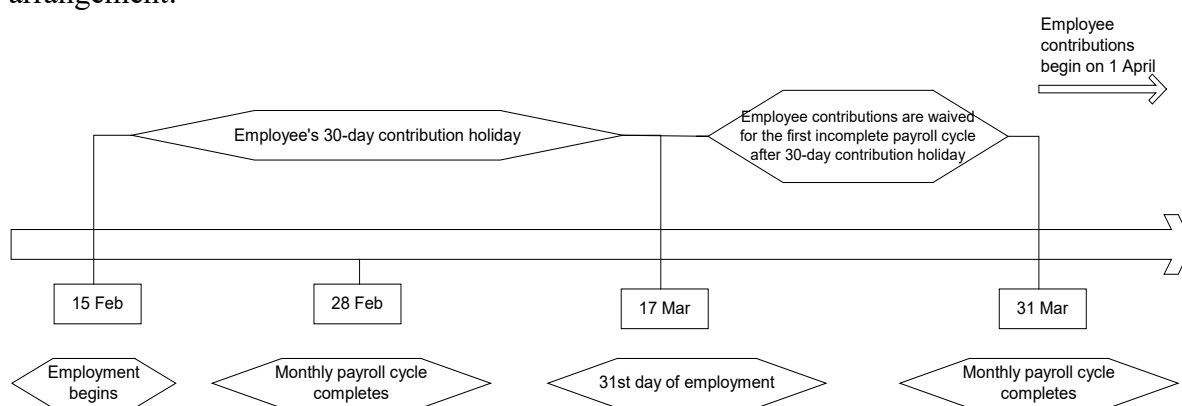 arrangement.
Employee
contributions
begin on 1 April
Employee's 30-day contribution holiday
Employee contributions are waived
for the first incomplete payroll cycle
after 30-day contribution holiday
15 Feb
28 Feb
17 Mar
31 Mar
Employment
begins
Monthly payroll cycle
completes
31st day of employment
Monthly payroll cycle
completes